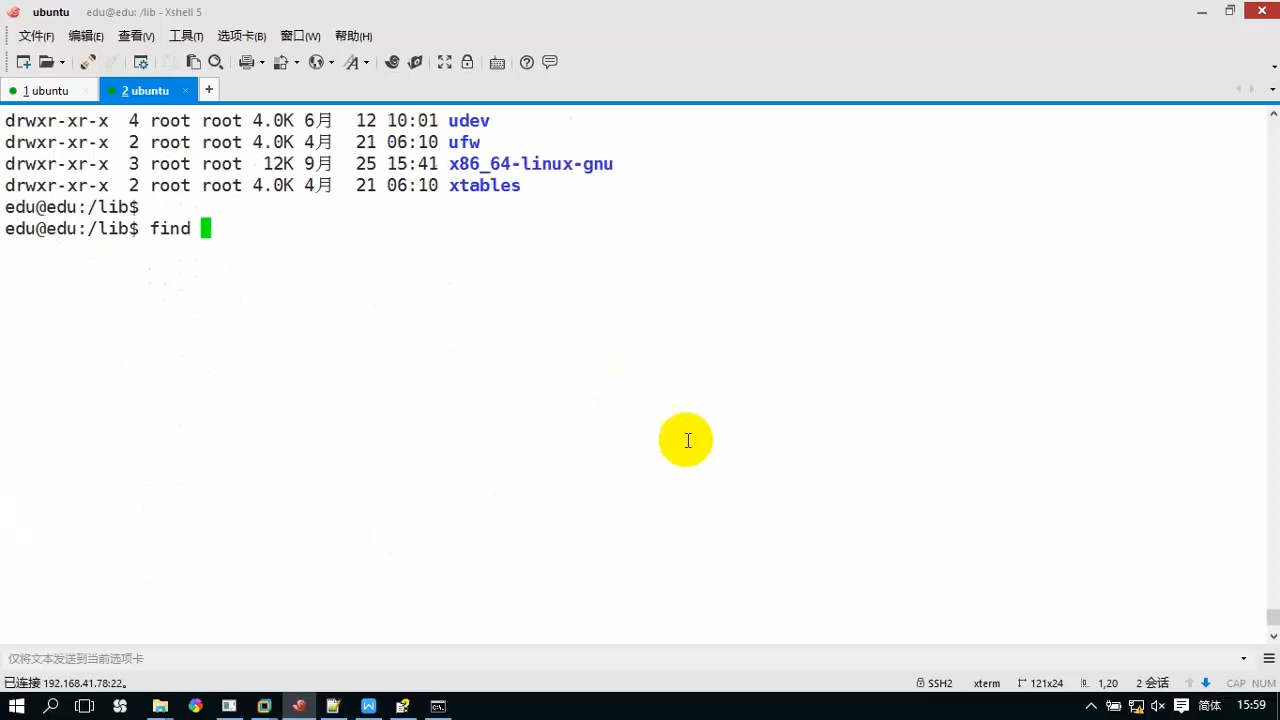 ubuntu edu@edu: /lib - Xshell 5
文件(F) 编辑(E) 查看(V) 工具(T) 选项卡(B) 窗口(W) 帮助(H)
1 ubuntu 2 ubuntu +
drwxr-xr-x 4 root root 4.0K 6月 12 10:01 udev
drwxr-xr-x 2 root root 4.0K 4月 21 06:10 ufw
drwxr-xr-x 3 root root 12K 9月 25 15:41 x86_64-linux-gnu
drwxr-xr-x 2 root root 4.0K 4月 21 06:10 xtables
edu@edu:/lib$
edu@edu:/lib$ find
仅将文本发送到当前选项卡
已连接 192.168.41.78:22。 SSH2 xterm 121x24 1,20 2 会话 CAP NUM
简体 15:59